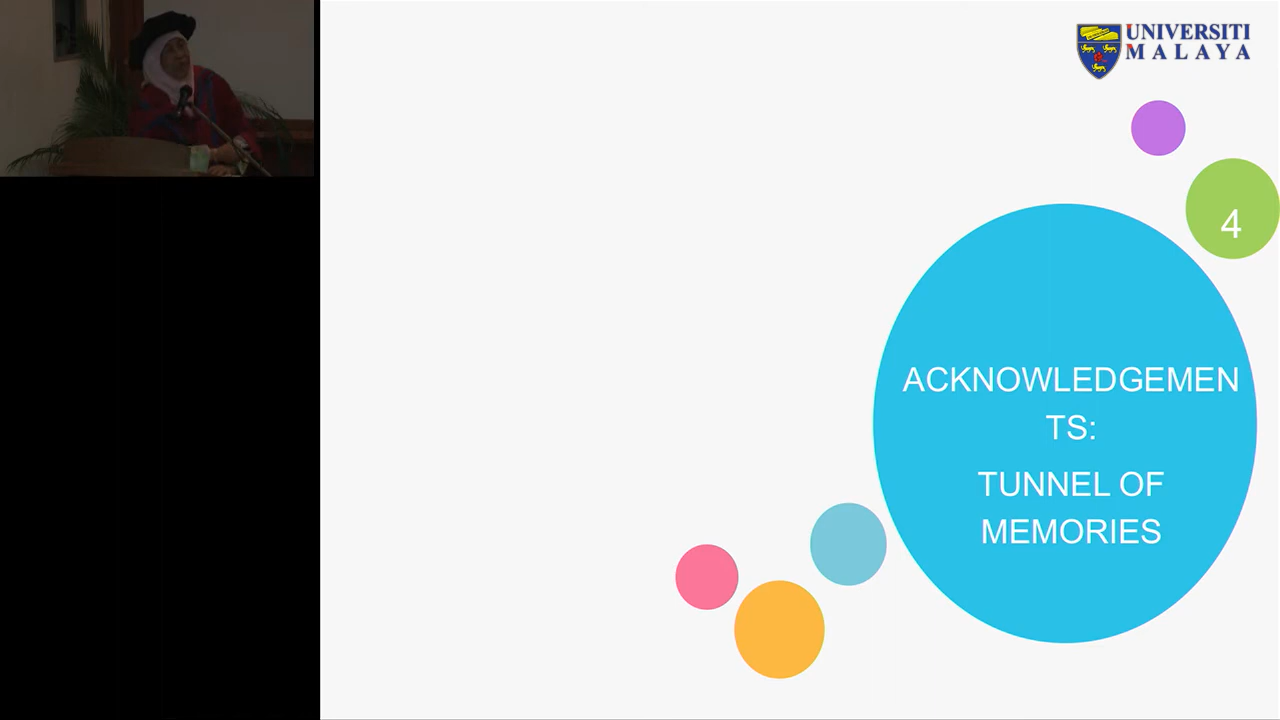 UNIVERSITI
MALAYA
4
ACKNOWLEDGEMEN
TS:
TUNNEL OF
MEMORIES